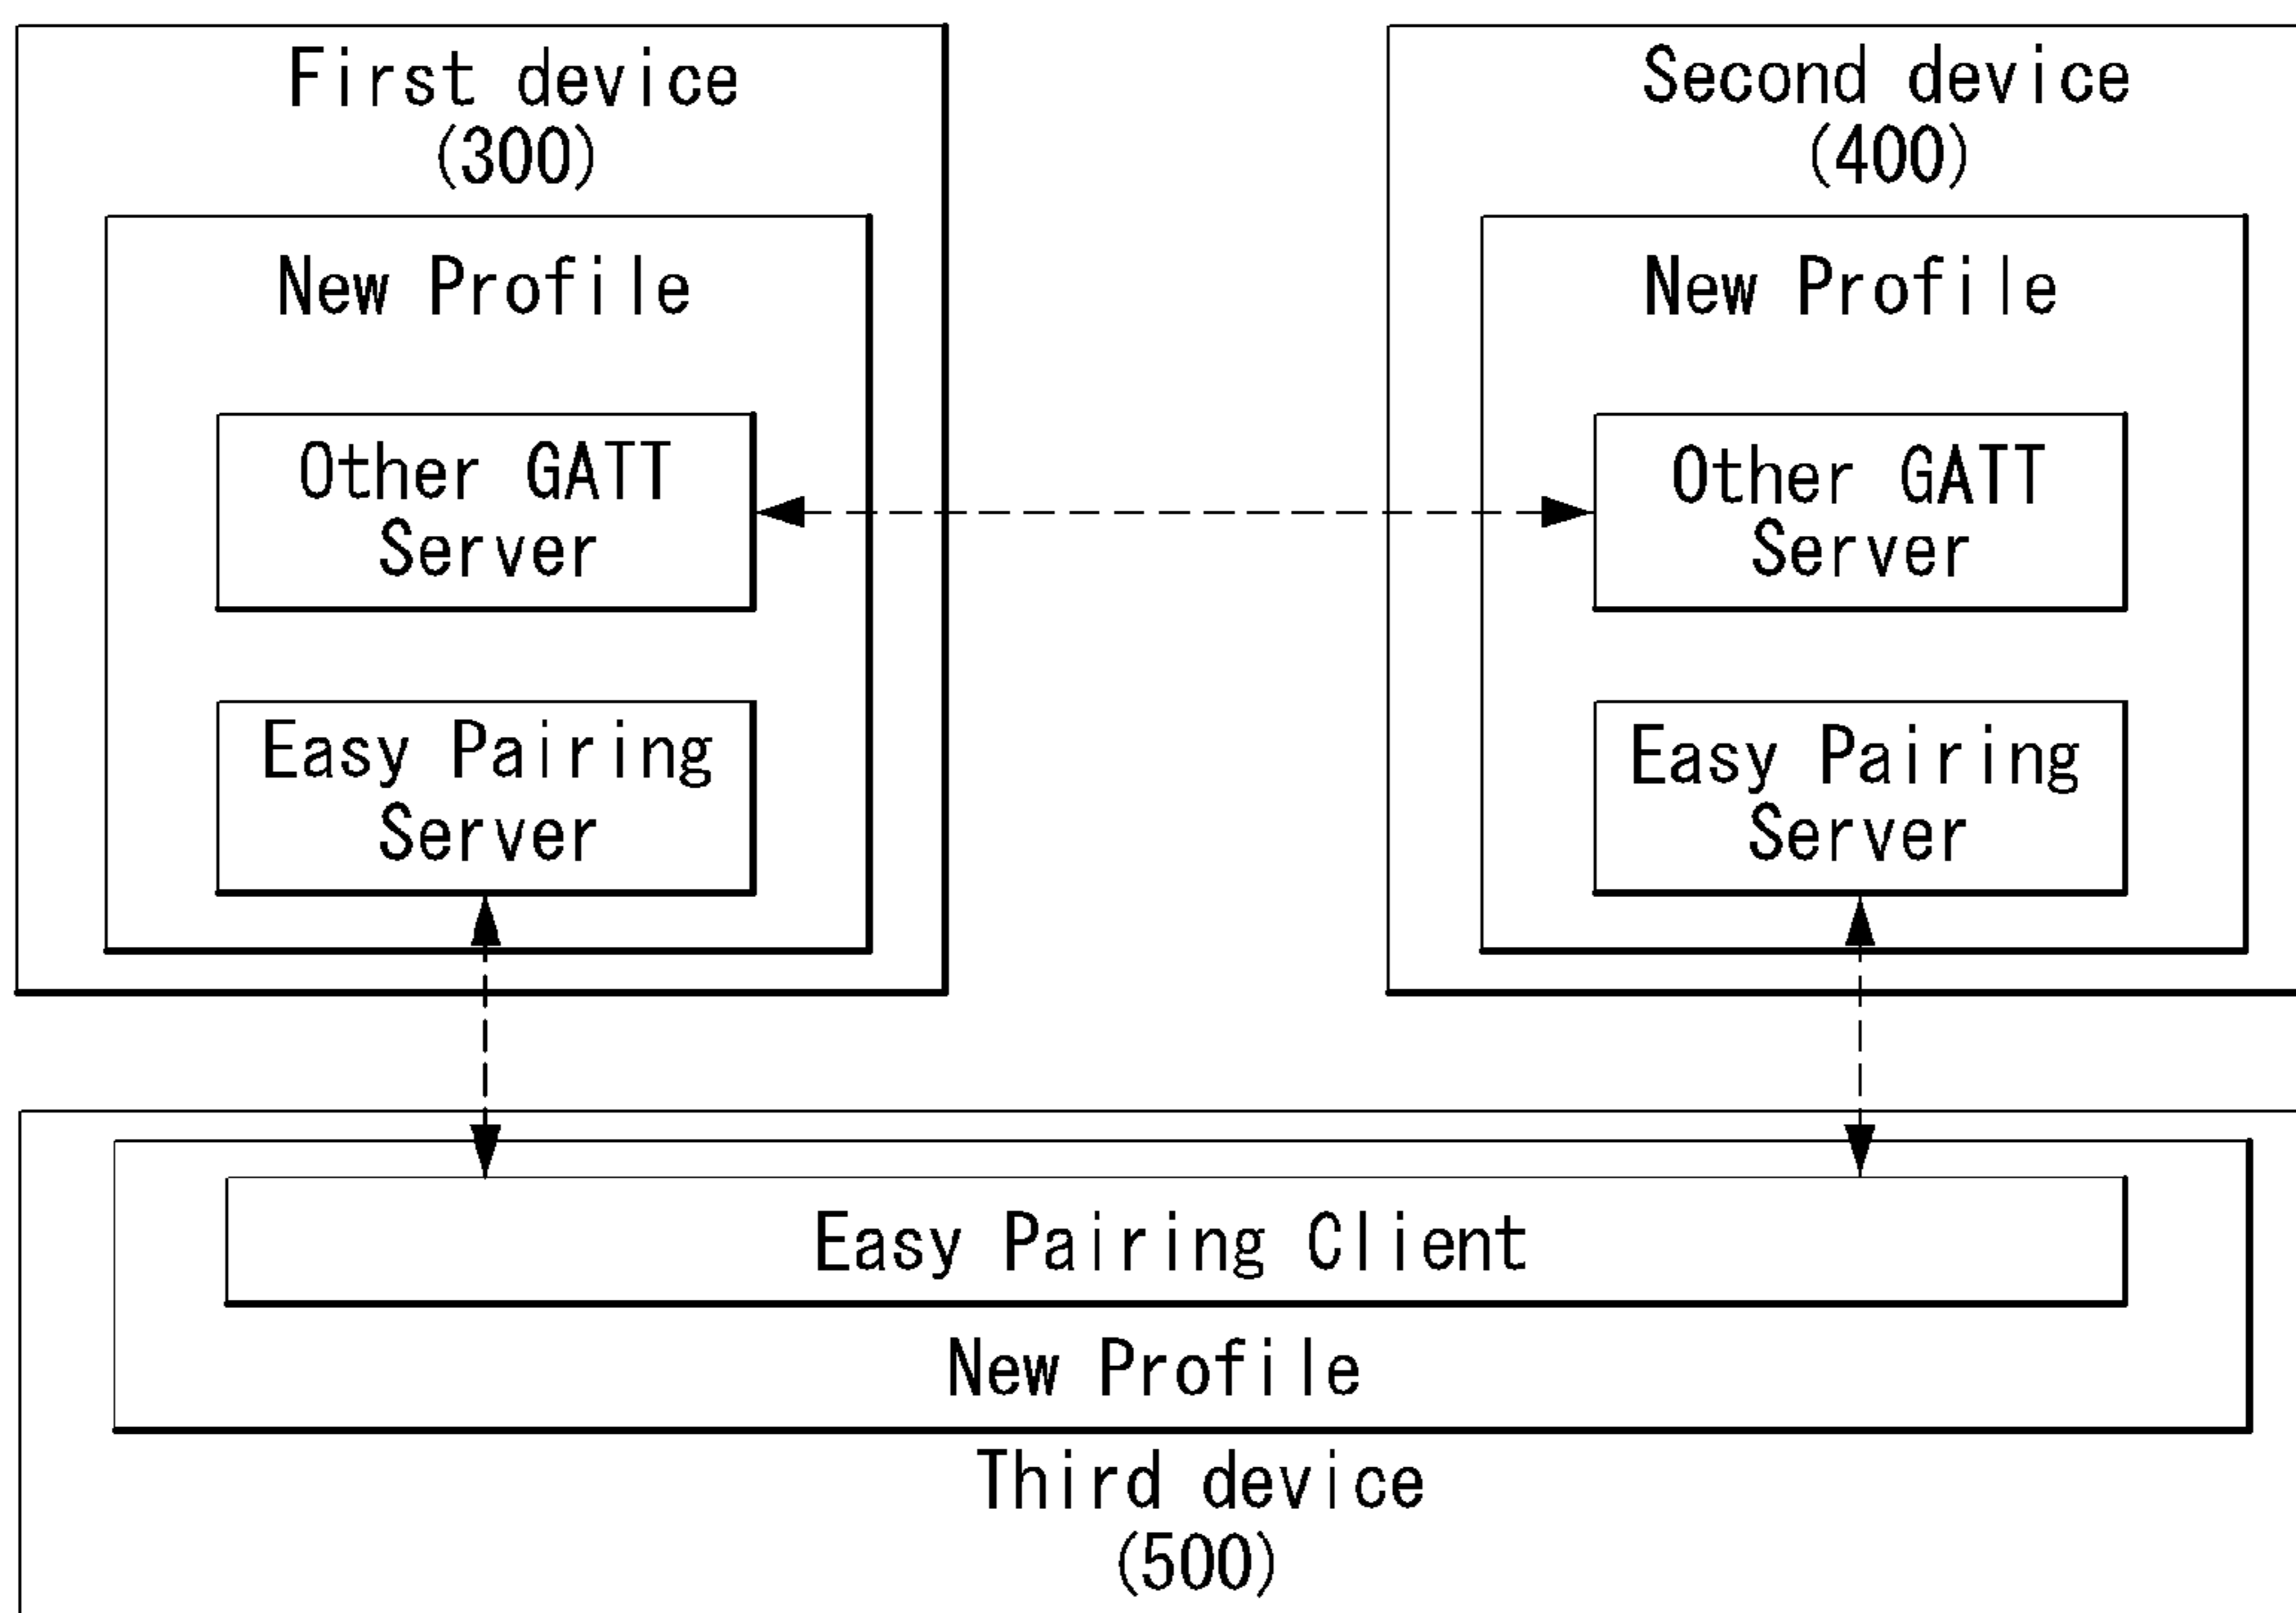 First device
(300)
New Profile
Other GATT
Server
Easy Pairing
Server
Second device
(400)
New Profile
Other GATT
Server
Easy Pairing
Server
Easy Pairing Client
New Profile
Third device
(500)